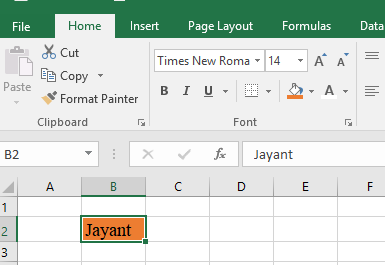 File Home Insert Page Layout Formulas Data
Cut
Copy
Format Painter
Paste
Times New Roma 14 A A
B I U A
Clipboard Font
B2 fx Jayant
A B C D E F
1
2 Jayant
3